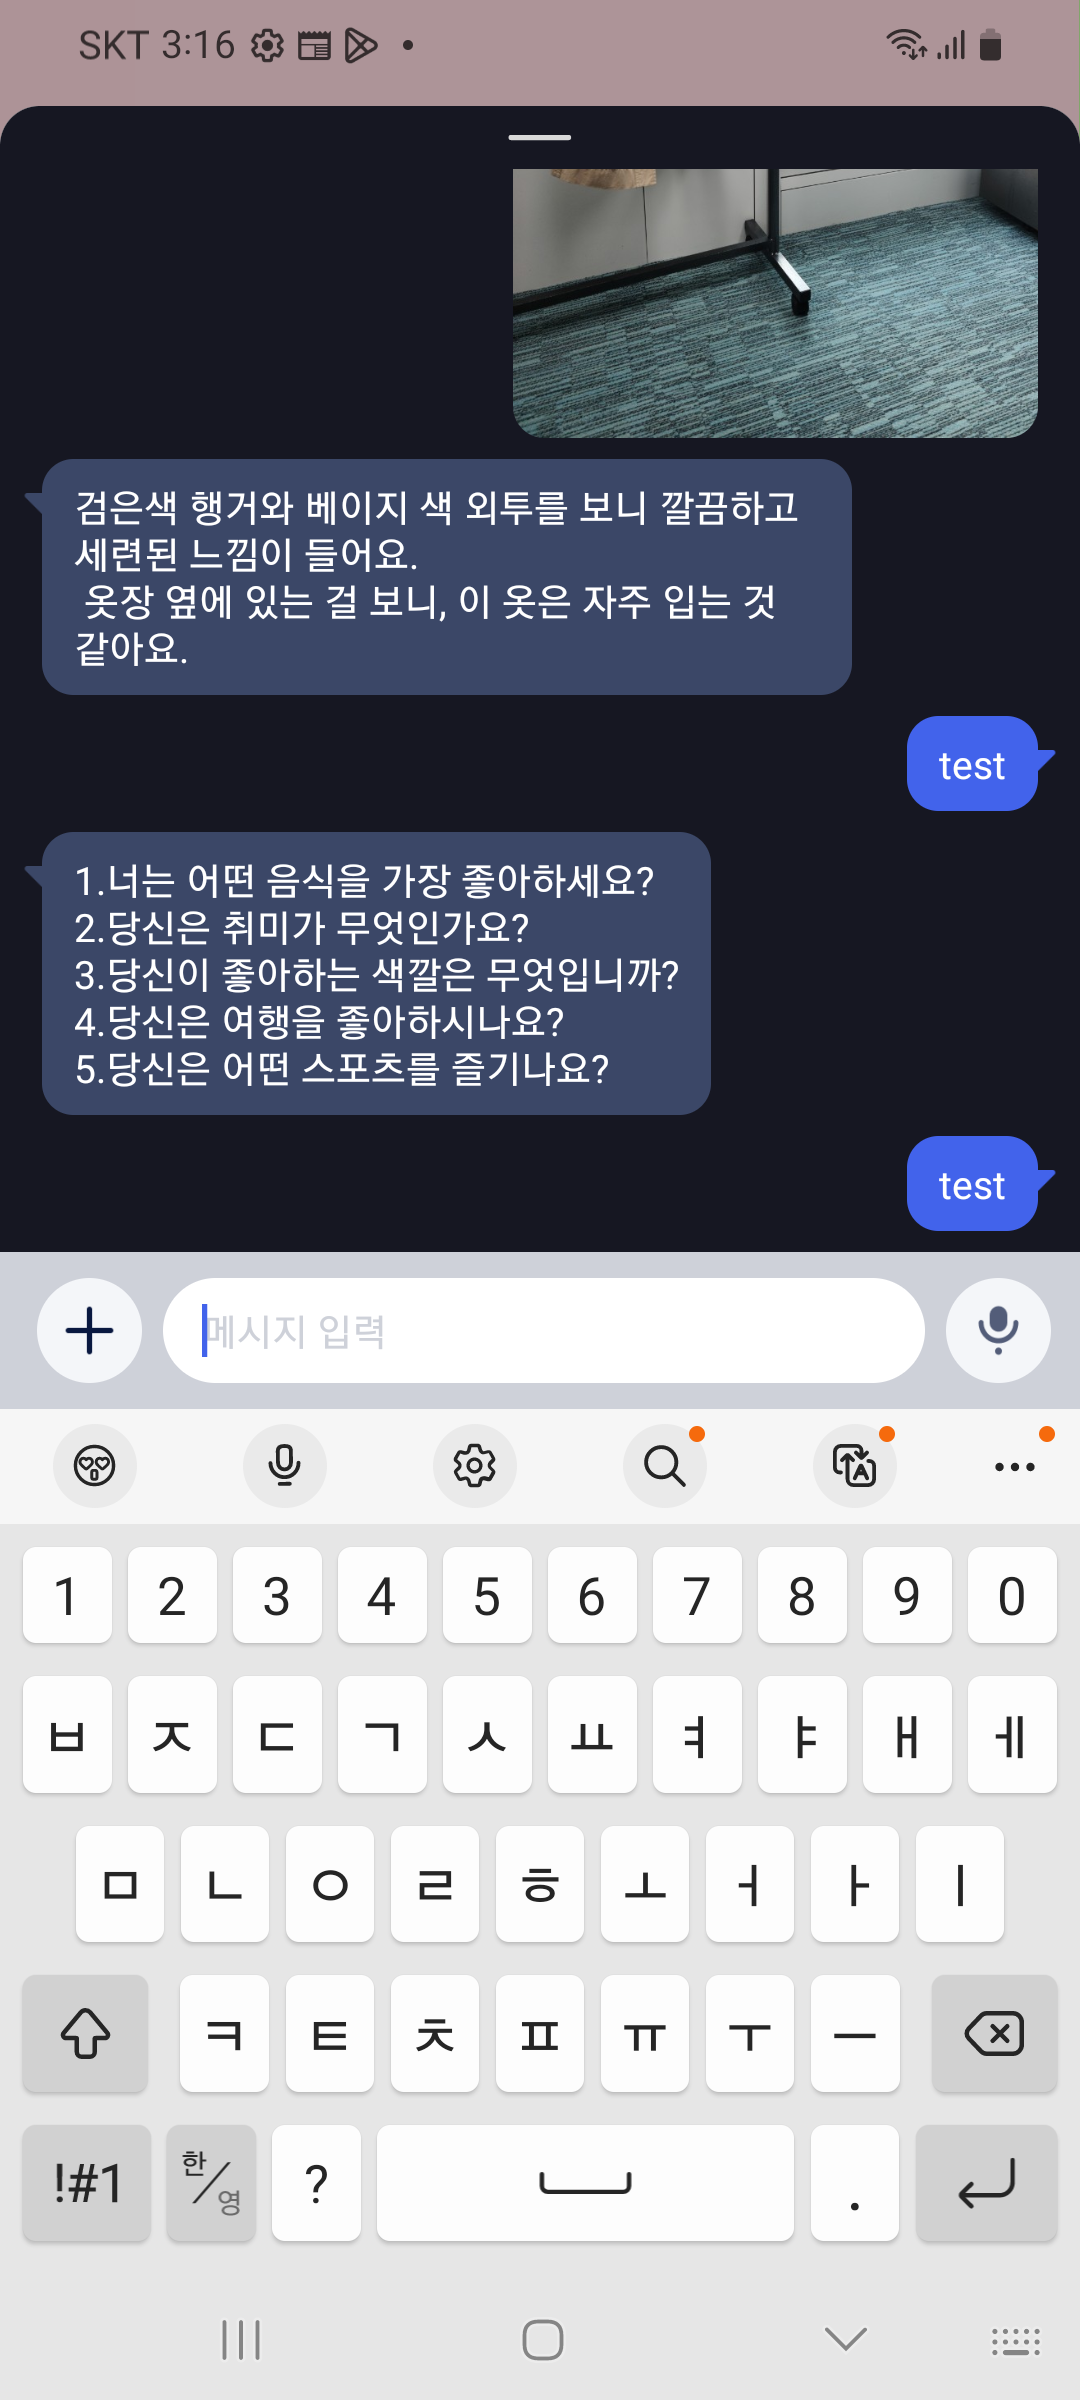 SKT 3:16
검은색 행거와 베이지 색 외투를 보니 깔끔하고
세련된 느낌이 들어요.
옷장 옆에 있는 걸 보니, 이 옷은 자주 입는 것
같아요.
test
1.너는 어떤 음식을 가장 좋아하세요?
2.당신은 취미가 무엇인가요?
3.당신이 좋아하는 색깔은 무엇입니까?
4.당신은 여행을 좋아하시나요?
5.당신은 어떤 스포츠를 즐기나요?
test
메시지 입력
1 2 3 4 5 6 7 8 9 0
ㅂ ㅈ ㄷ ㄱ ㅅ ㅛ ㅕ ㅑ ㅐ ㅔ
ㅁ ㄴ ㅇ ㄹ ㅎ ㅗ ㅓ ㅏ ㅣ
ㅋ ㅌ ㅊ ㅍ ㅠ ㅜ ㅡ
!#1 한/영 ? .